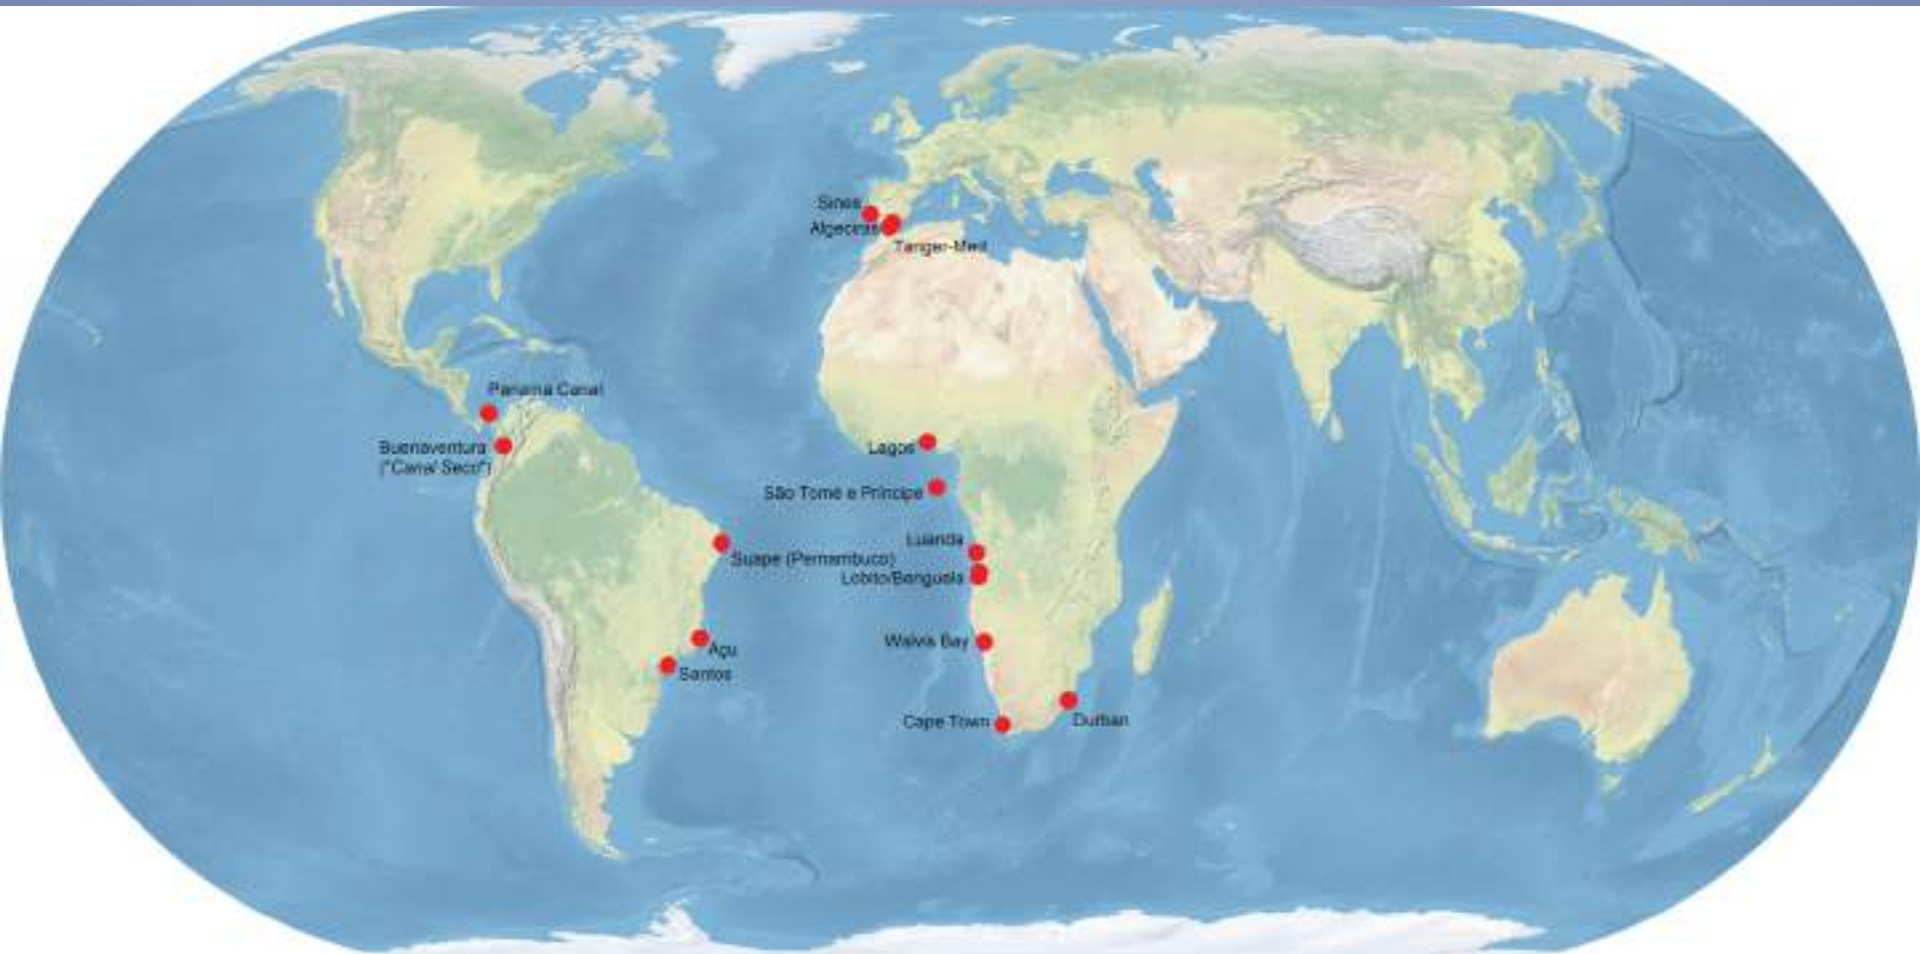 Sines
Algeciras
Tanger-Med
Panama Canal
Buenaventura
("Canal Seco")
Lagos
São Tomé e Príncipe
Luanda
Suape (Pernambuco)
Lobito/Benguela
Walvis Bay
Açu
Santos
Cape Town
Durban